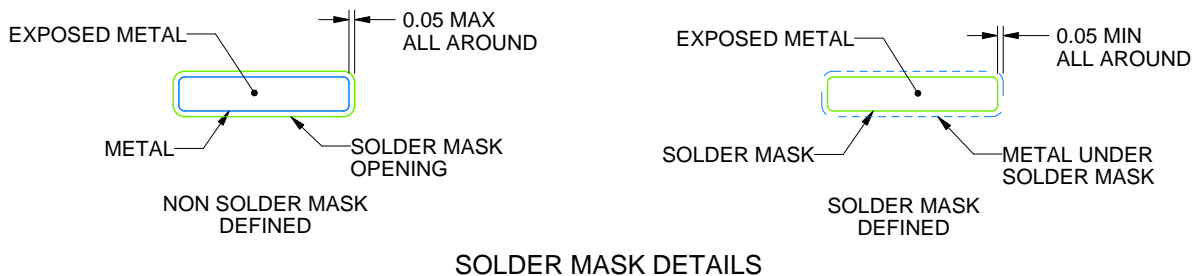 0.05 MAX
ALL AROUND
EXPOSED METAL
METAL
SOLDER MASK
OPENING
NON SOLDER MASK
DEFINED
0.05 MIN
ALL AROUND
EXPOSED METAL
SOLDER MASK
METAL UNDER
SOLDER MASK
SOLDER MASK
DEFINED
SOLDER MASK DETAILS